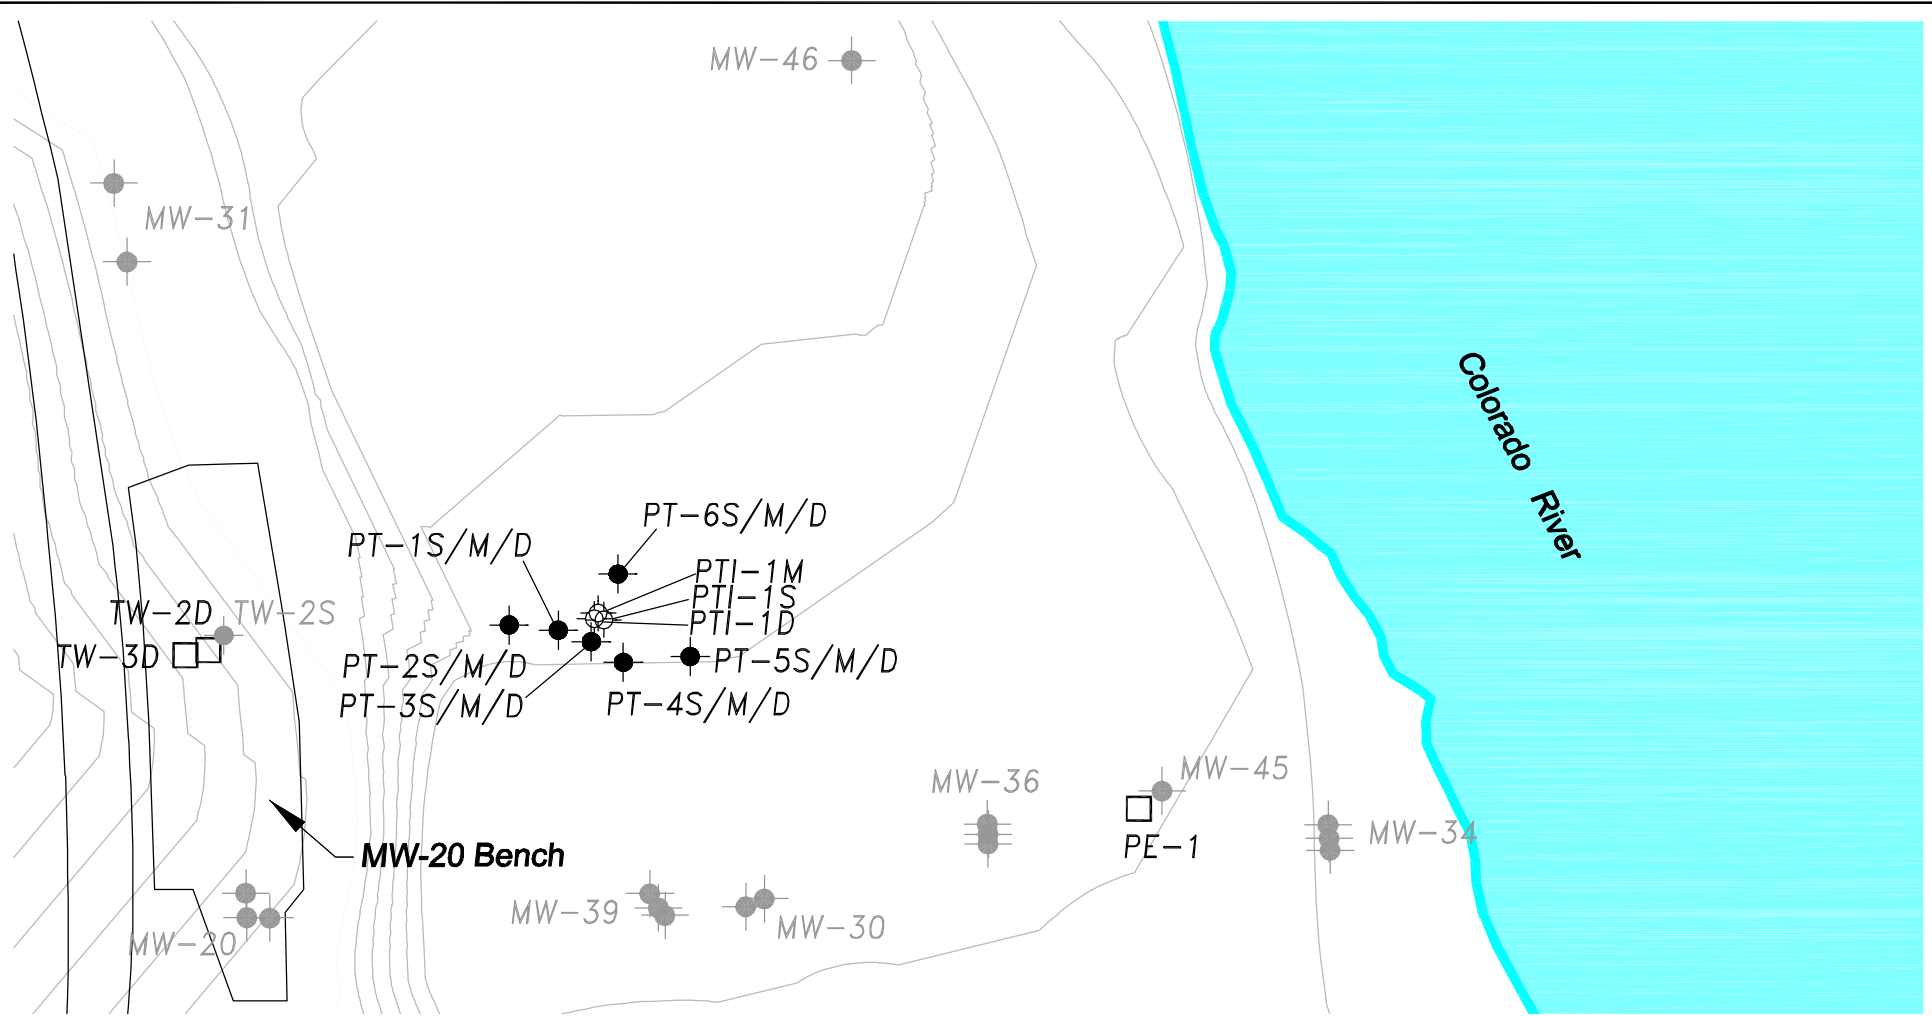 MW-46
MW-31
Colorado River
PT-6S/M/D
PT-1S/M/D
PTI-1M
PTI-1S
PTI-1D
TW-2D
TW-2S
TW-3D
PT-2S/M/D
PT-5S/M/D
PT-3S/M/D
PT-4S/M/D
MW-45
MW-36
MW-34
PE-1
MW-20 Bench
MW-39
MW-30
MW-20